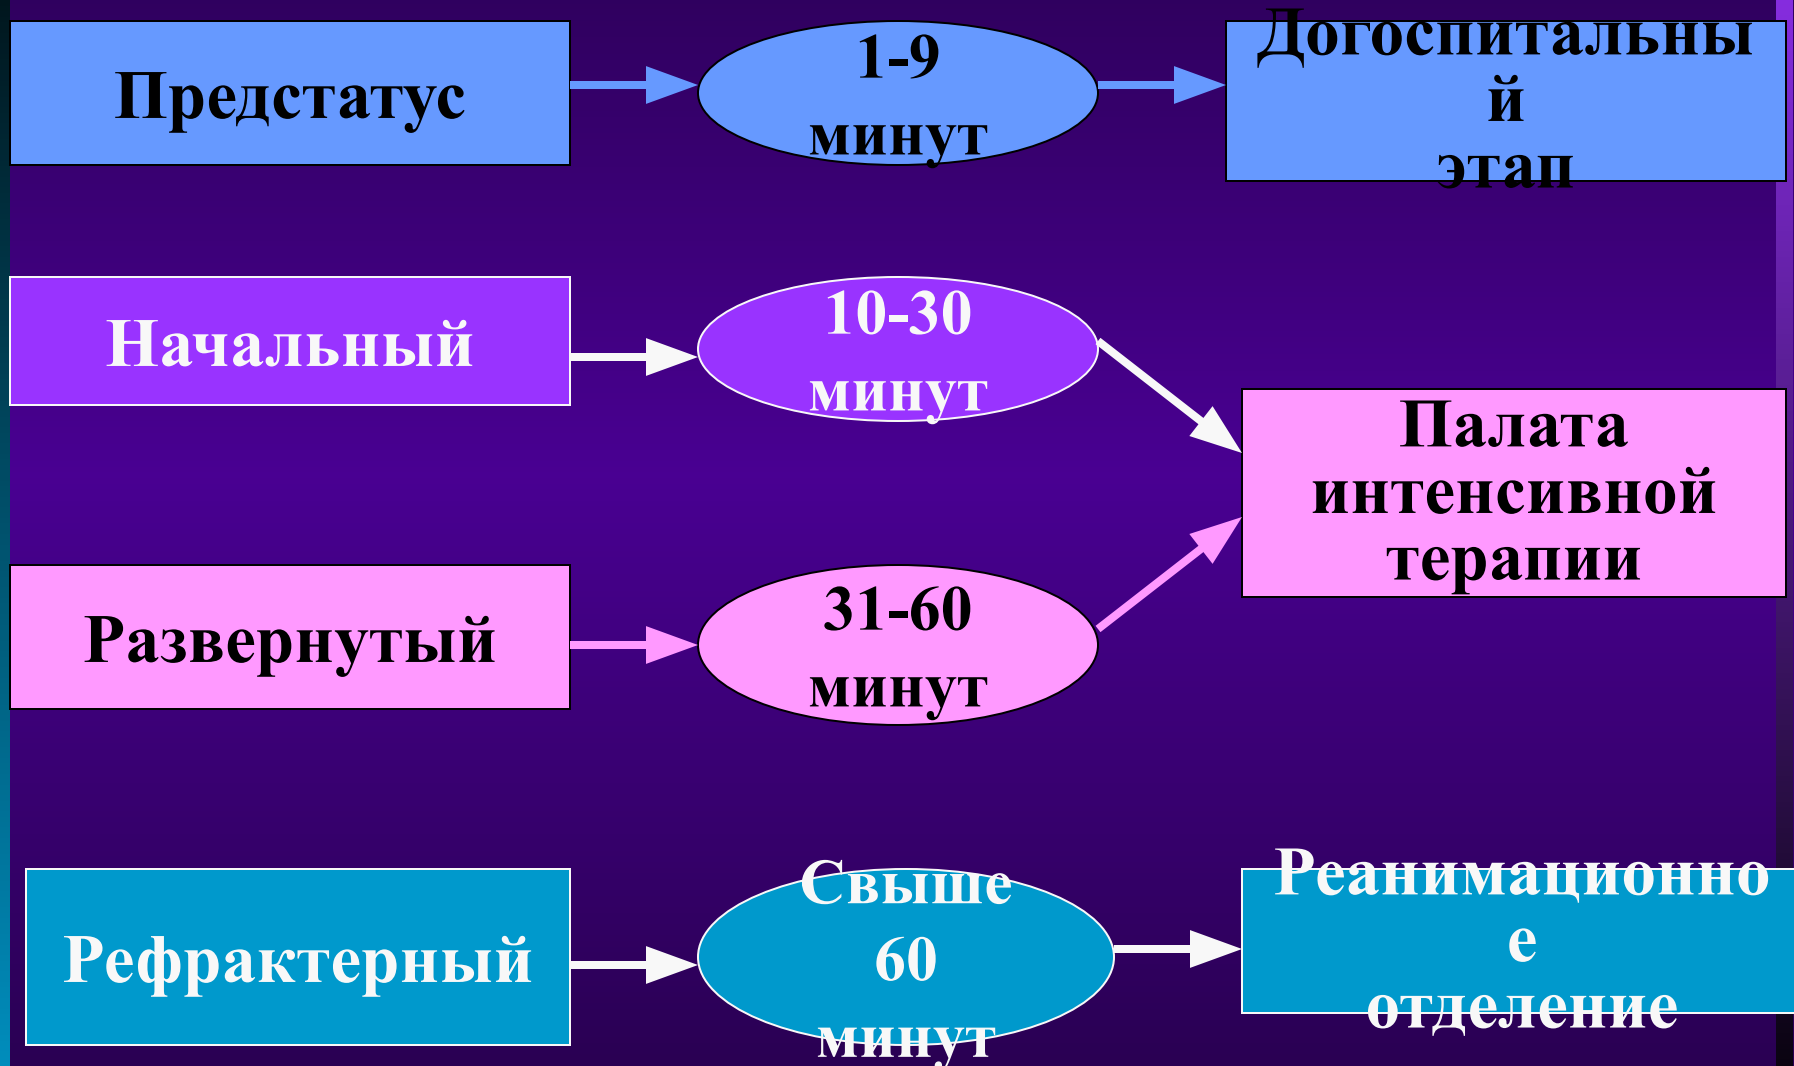 Предстатус
1-9
минут
Догоспитальны
й
этап
Начальный
10-30
минут
Палата
интенсивной
терапии
Развернутый
31-60
минут
Рефрактерный
Свыше
60
минут
Реанимационно
е
отделение